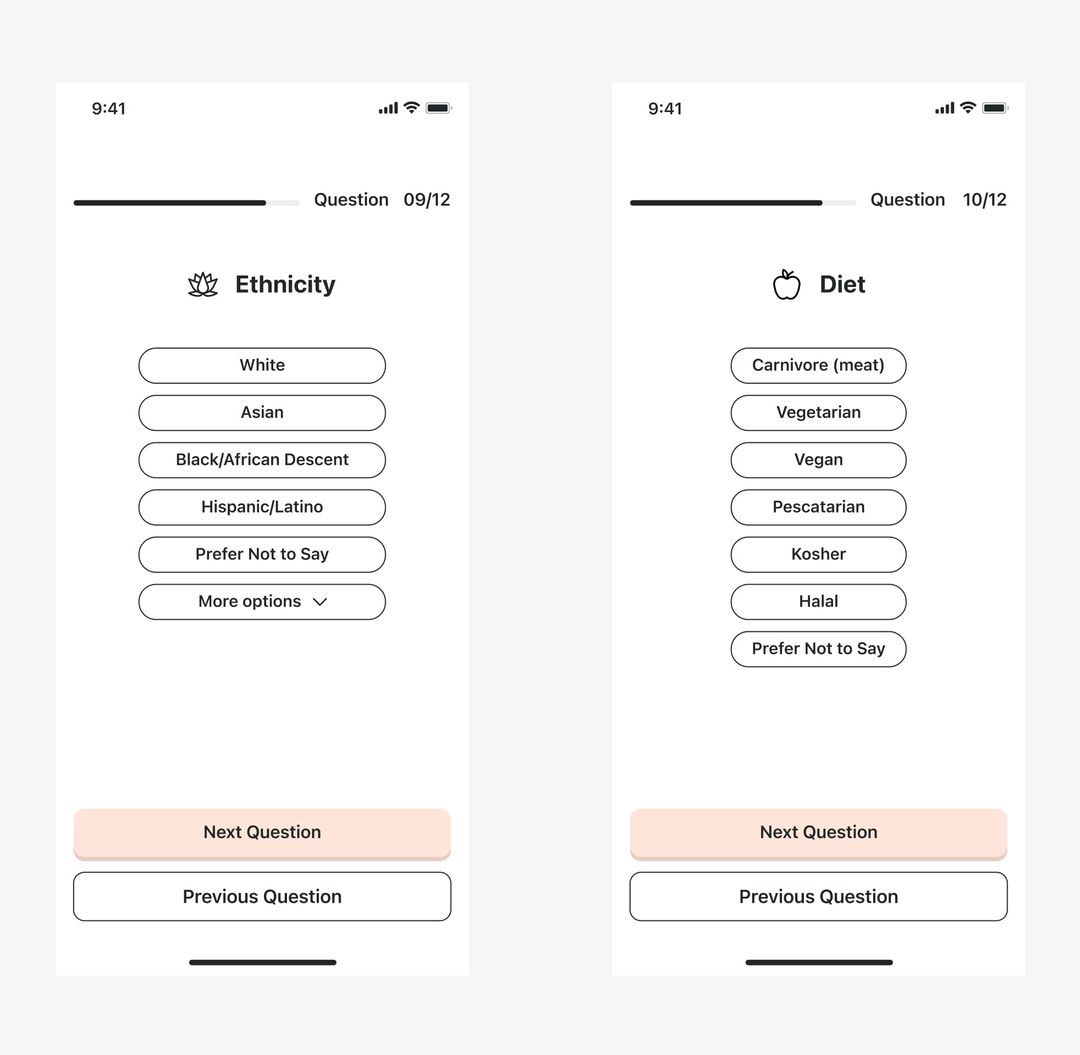 9:41
Question 09/12
Ethnicity
White
Asian
Black/African Descent
Hispanic/Latino
Prefer Not to Say
More options
Next Question
Previous Question
9:41
Question 10/12
Diet
Carnivore (meat)
Vegetarian
Vegan
Pescatarian
Kosher
Halal
Prefer Not to Say
Next Question
Previous Question